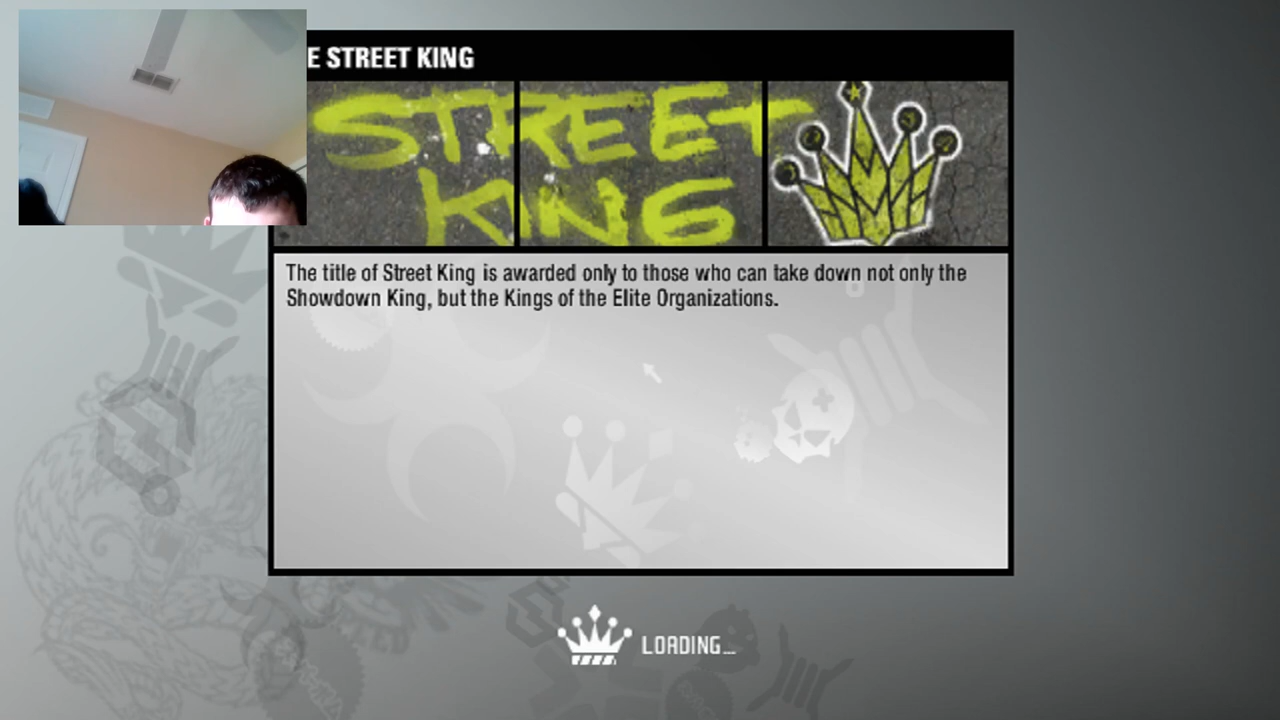 E STREET KING
STREET
KING
The title of Street King is awarded only to those who can take down not only the
Showdown King, but the Kings of the Elite Organizations.
LOADING...